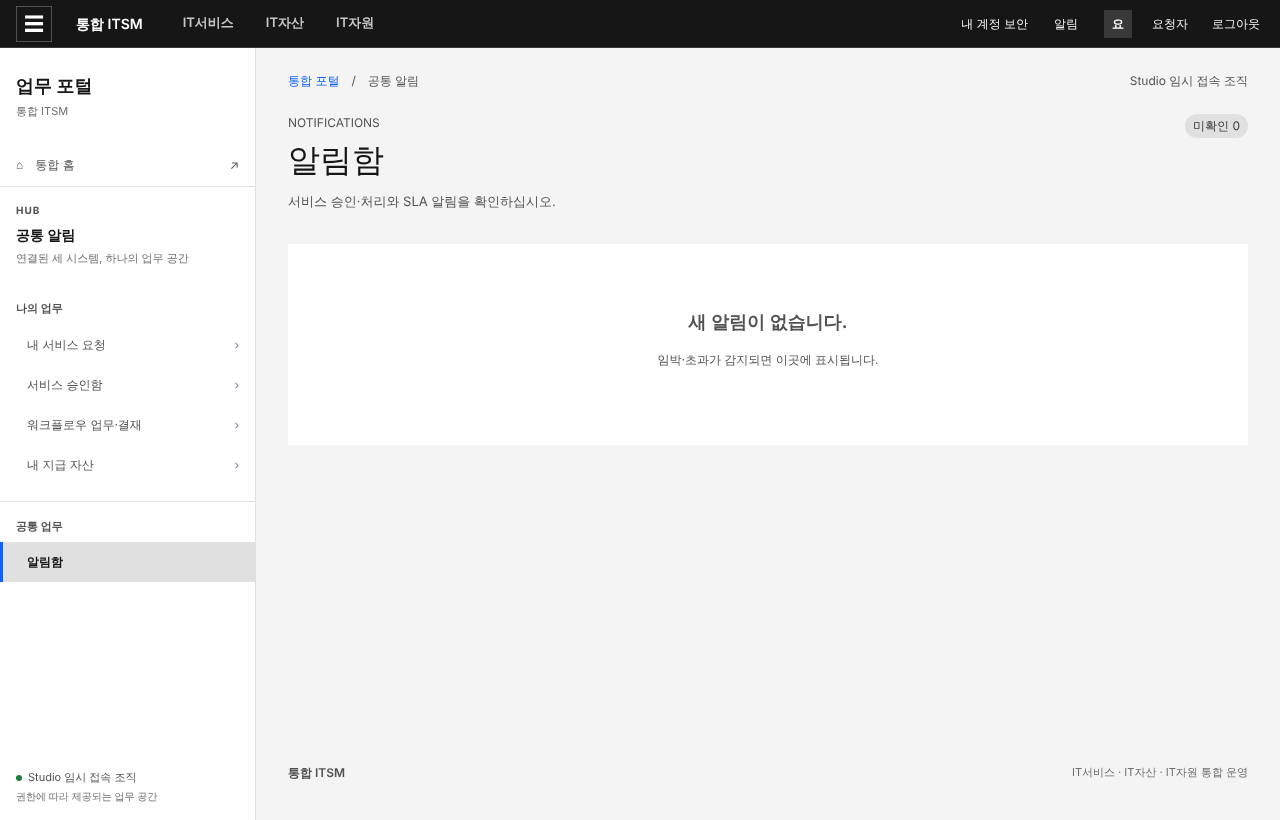 통합 ITSM
IT서비스
IT자산
IT자원
내 계정 보안
알림
요
요청자
로그아웃
업무 포털
통합 ITSM
통합 홈
HUB
공통 알림
연결된 세 시스템, 하나의 업무 공간
나의 업무
내 서비스 요청
서비스 승인함
워크플로우 업무·결재
내 지급 자산
공통 업무
알림함
Studio 임시 접속 조직
권한에 따라 제공되는 업무 공간
통합 포털 / 공통 알림
Studio 임시 접속 조직
NOTIFICATIONS
미확인 0
알림함
서비스 승인·처리와 SLA 알림을 확인하십시오.
새 알림이 없습니다.
임박·초과가 감지되면 이곳에 표시됩니다.
통합 ITSM
IT서비스 · IT자산 · IT자원 통합 운영